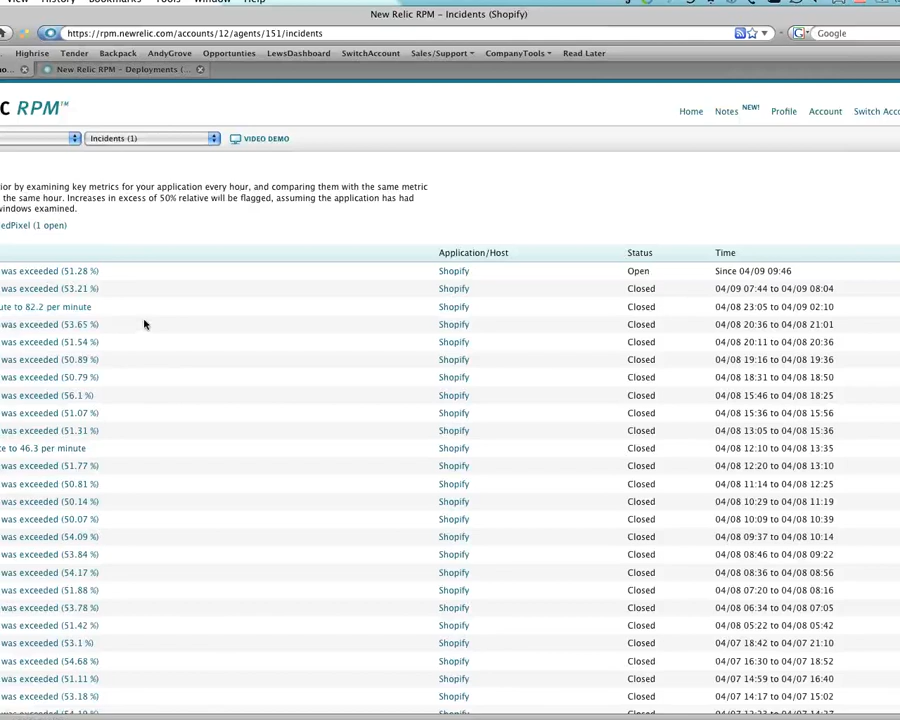 View History Bookmarks Tools Window Help
New Relic RPM – Incidents (Shopify)
https://rpm.newrelic.com/accounts/12/agents/151/incidents
Google
Highrise Tender Backpack AndyGrove Opportunities LewsDashboard SwitchAccount Sales/Support CompanyTools Read Later
New Relic RPM – Deployments (...
C RPM™
Home Notes NEW! Profile Account Switch Acco
Incidents (1) VIDEO DEMO
ior by examining key metrics for your application every hour, and comparing them with the same metric
the same hour. Increases in excess of 50% relative will be flagged, assuming the application has had
windows examined.
edPixel (1 open)
Application/Host Status Time
was exceeded (51.28 %) Shopify Open Since 04/09 09:46
was exceeded (53.21 %) Shopify Closed 04/09 07:44 to 04/09 08:04
ute to 82.2 per minute Shopify Closed 04/08 23:05 to 04/09 02:10
was exceeded (53.65 %) Shopify Closed 04/08 20:36 to 04/08 21:01
was exceeded (51.54 %) Shopify Closed 04/08 20:11 to 04/08 20:36
was exceeded (50.89 %) Shopify Closed 04/08 19:16 to 04/08 19:36
was exceeded (50.79 %) Shopify Closed 04/08 18:31 to 04/08 18:50
was exceeded (56.1 %) Shopify Closed 04/08 15:46 to 04/08 18:25
was exceeded (51.07 %) Shopify Closed 04/08 15:36 to 04/08 15:56
was exceeded (51.31 %) Shopify Closed 04/08 13:05 to 04/08 15:36
te to 46.3 per minute Shopify Closed 04/08 12:10 to 04/08 13:35
was exceeded (51.77 %) Shopify Closed 04/08 12:20 to 04/08 13:10
was exceeded (50.81 %) Shopify Closed 04/08 11:14 to 04/08 12:25
was exceeded (50.14 %) Shopify Closed 04/08 10:29 to 04/08 11:19
was exceeded (50.07 %) Shopify Closed 04/08 10:09 to 04/08 10:39
was exceeded (54.09 %) Shopify Closed 04/08 09:37 to 04/08 10:14
was exceeded (53.84 %) Shopify Closed 04/08 08:46 to 04/08 09:22
was exceeded (54.17 %) Shopify Closed 04/08 08:36 to 04/08 08:56
was exceeded (51.88 %) Shopify Closed 04/08 07:20 to 04/08 08:16
was exceeded (53.78 %) Shopify Closed 04/08 06:34 to 04/08 07:05
was exceeded (51.42 %) Shopify Closed 04/08 05:22 to 04/08 05:42
was exceeded (53.1 %) Shopify Closed 04/07 18:42 to 04/07 21:10
was exceeded (54.68 %) Shopify Closed 04/07 16:30 to 04/07 18:52
was exceeded (51.11 %) Shopify Closed 04/07 14:59 to 04/07 16:40
was exceeded (53.18 %) Shopify Closed 04/07 14:17 to 04/07 15:02